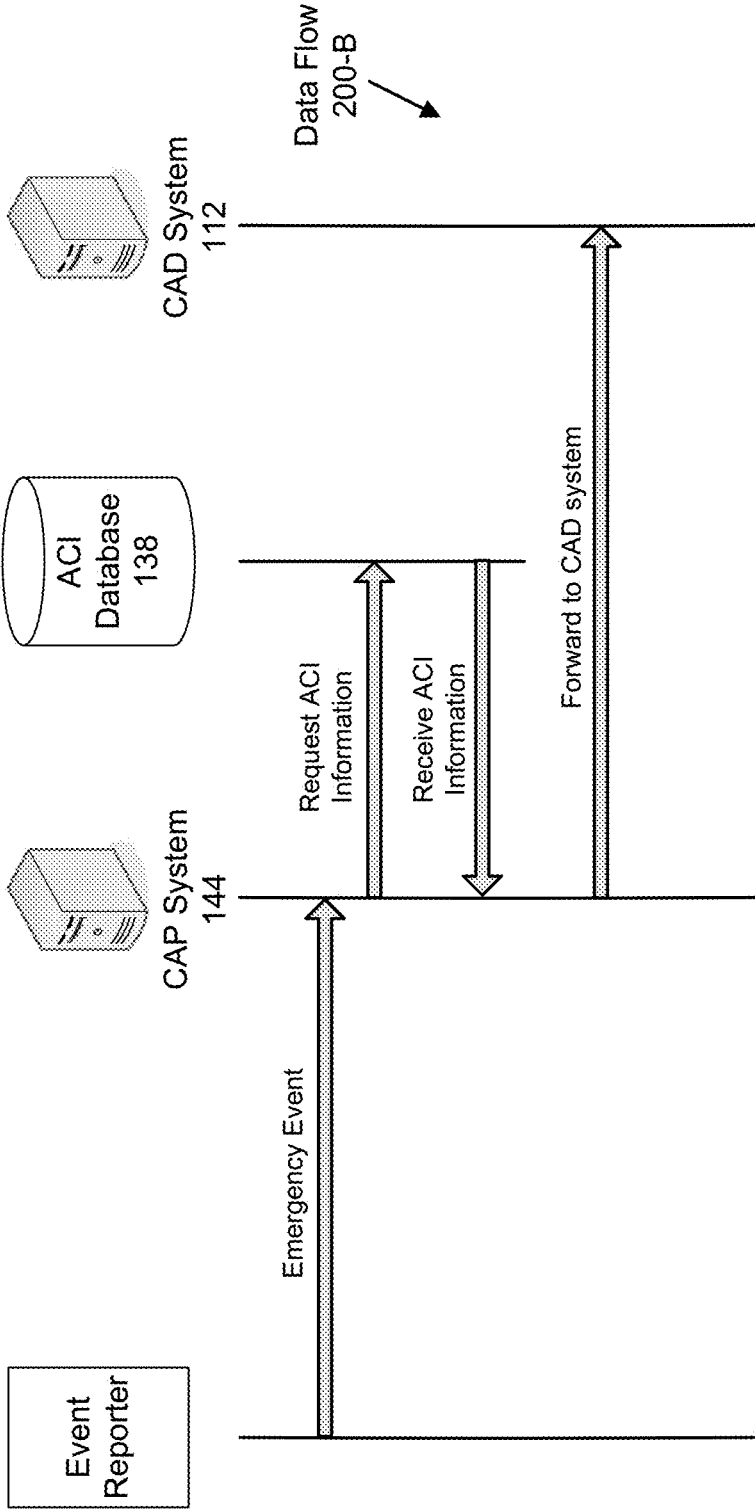 Event
Reporter
CAP System
144
ACI
Database
138
CAD System
112
Data Flow
200-B
Emergency Event
Request ACI
Information
Receive ACI
Information
Forward to CAD system